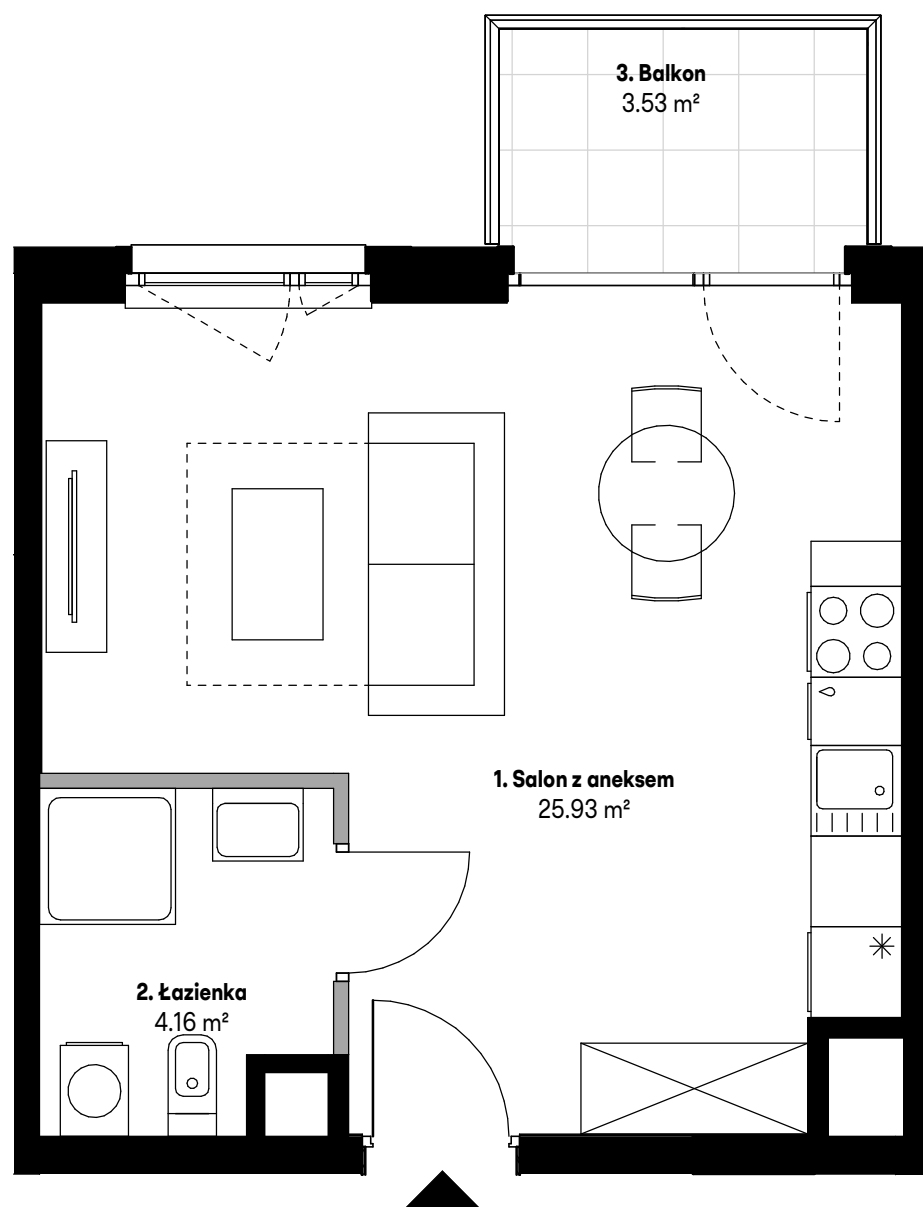 3. Balkon
3.53 m²
1. Salon z aneksem
25.93 m²
2. Łazienka
4.16 m²